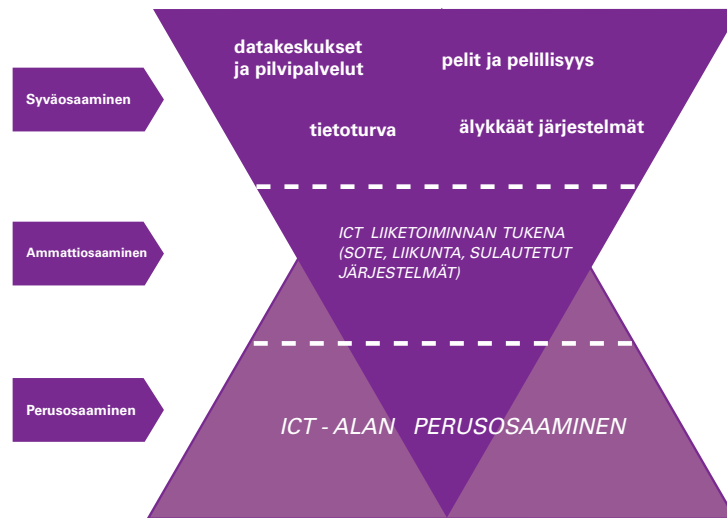 Syväosaaminen
datakeskukset
ja pilvipalvelut
pelit ja pelillisyys
tietoturva
älykkäät järjestelmät
Ammattiosaaminen
ICT LIIKETOIMINNAN TUKENA
(SOTE, LIIKUNTA, SULAUTETUT
JÄRJESTELMÄT)
Perusosaaminen
ICT - ALAN PERUSOSAAMINEN